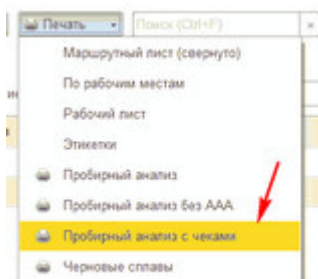 Печать Поиск (Ctrl+F) ×
Маршрутный лист (свернуто)
По рабочим местам
Рабочий лист
Этикетки
Пробирный анализ
Пробирный анализ без ААА
Пробирный анализ с чеками
Черновые сплавы